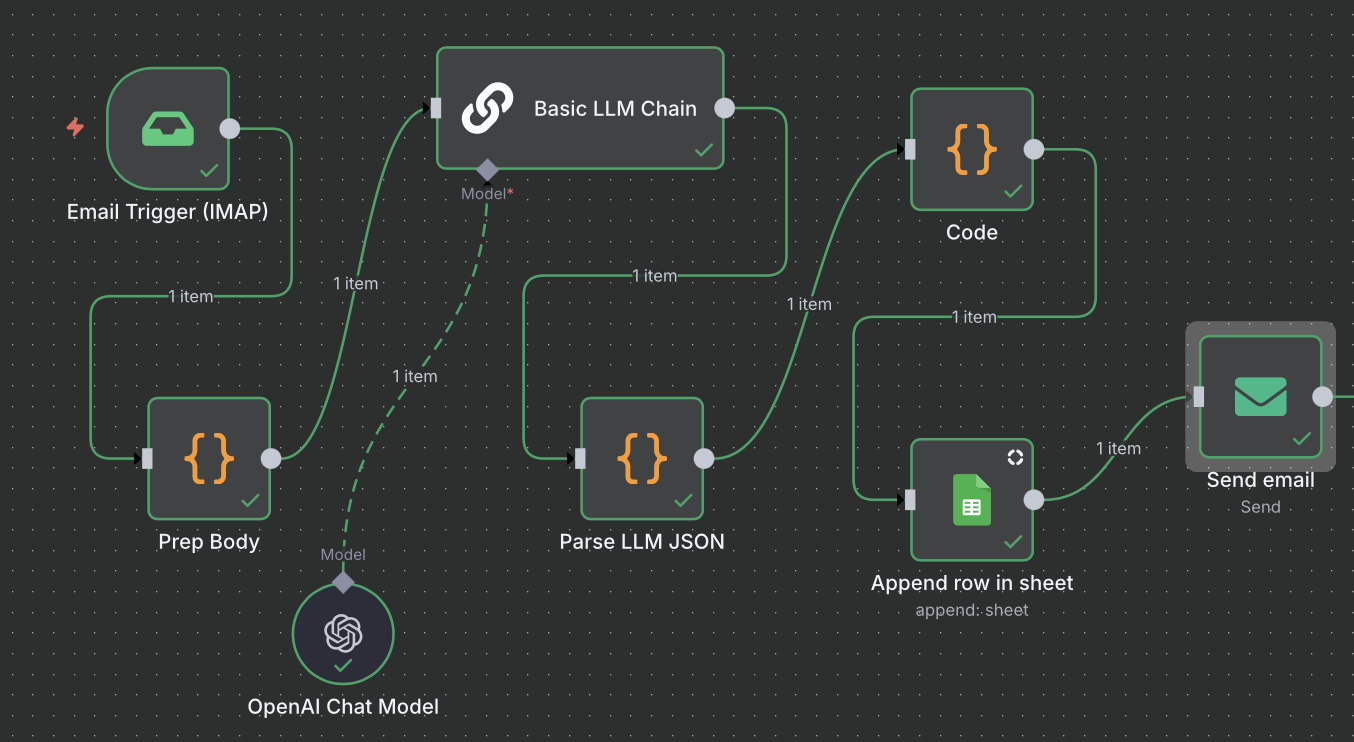 Email Trigger (IMAP)
1 item
Prep Body
1 item
Basic LLM Chain
Model*
1 item
Model
OpenAI Chat Model
1 item
Parse LLM JSON
1 item
Code
1 item
Append row in sheet
append: sheet
1 item
Send email
Send